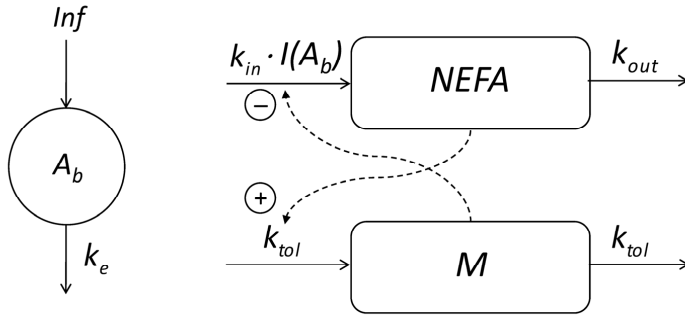 Inf
A_b
k_e
k_in · I(A_b)
NEFA
k_out
−
+
k_tol
M
k_tol